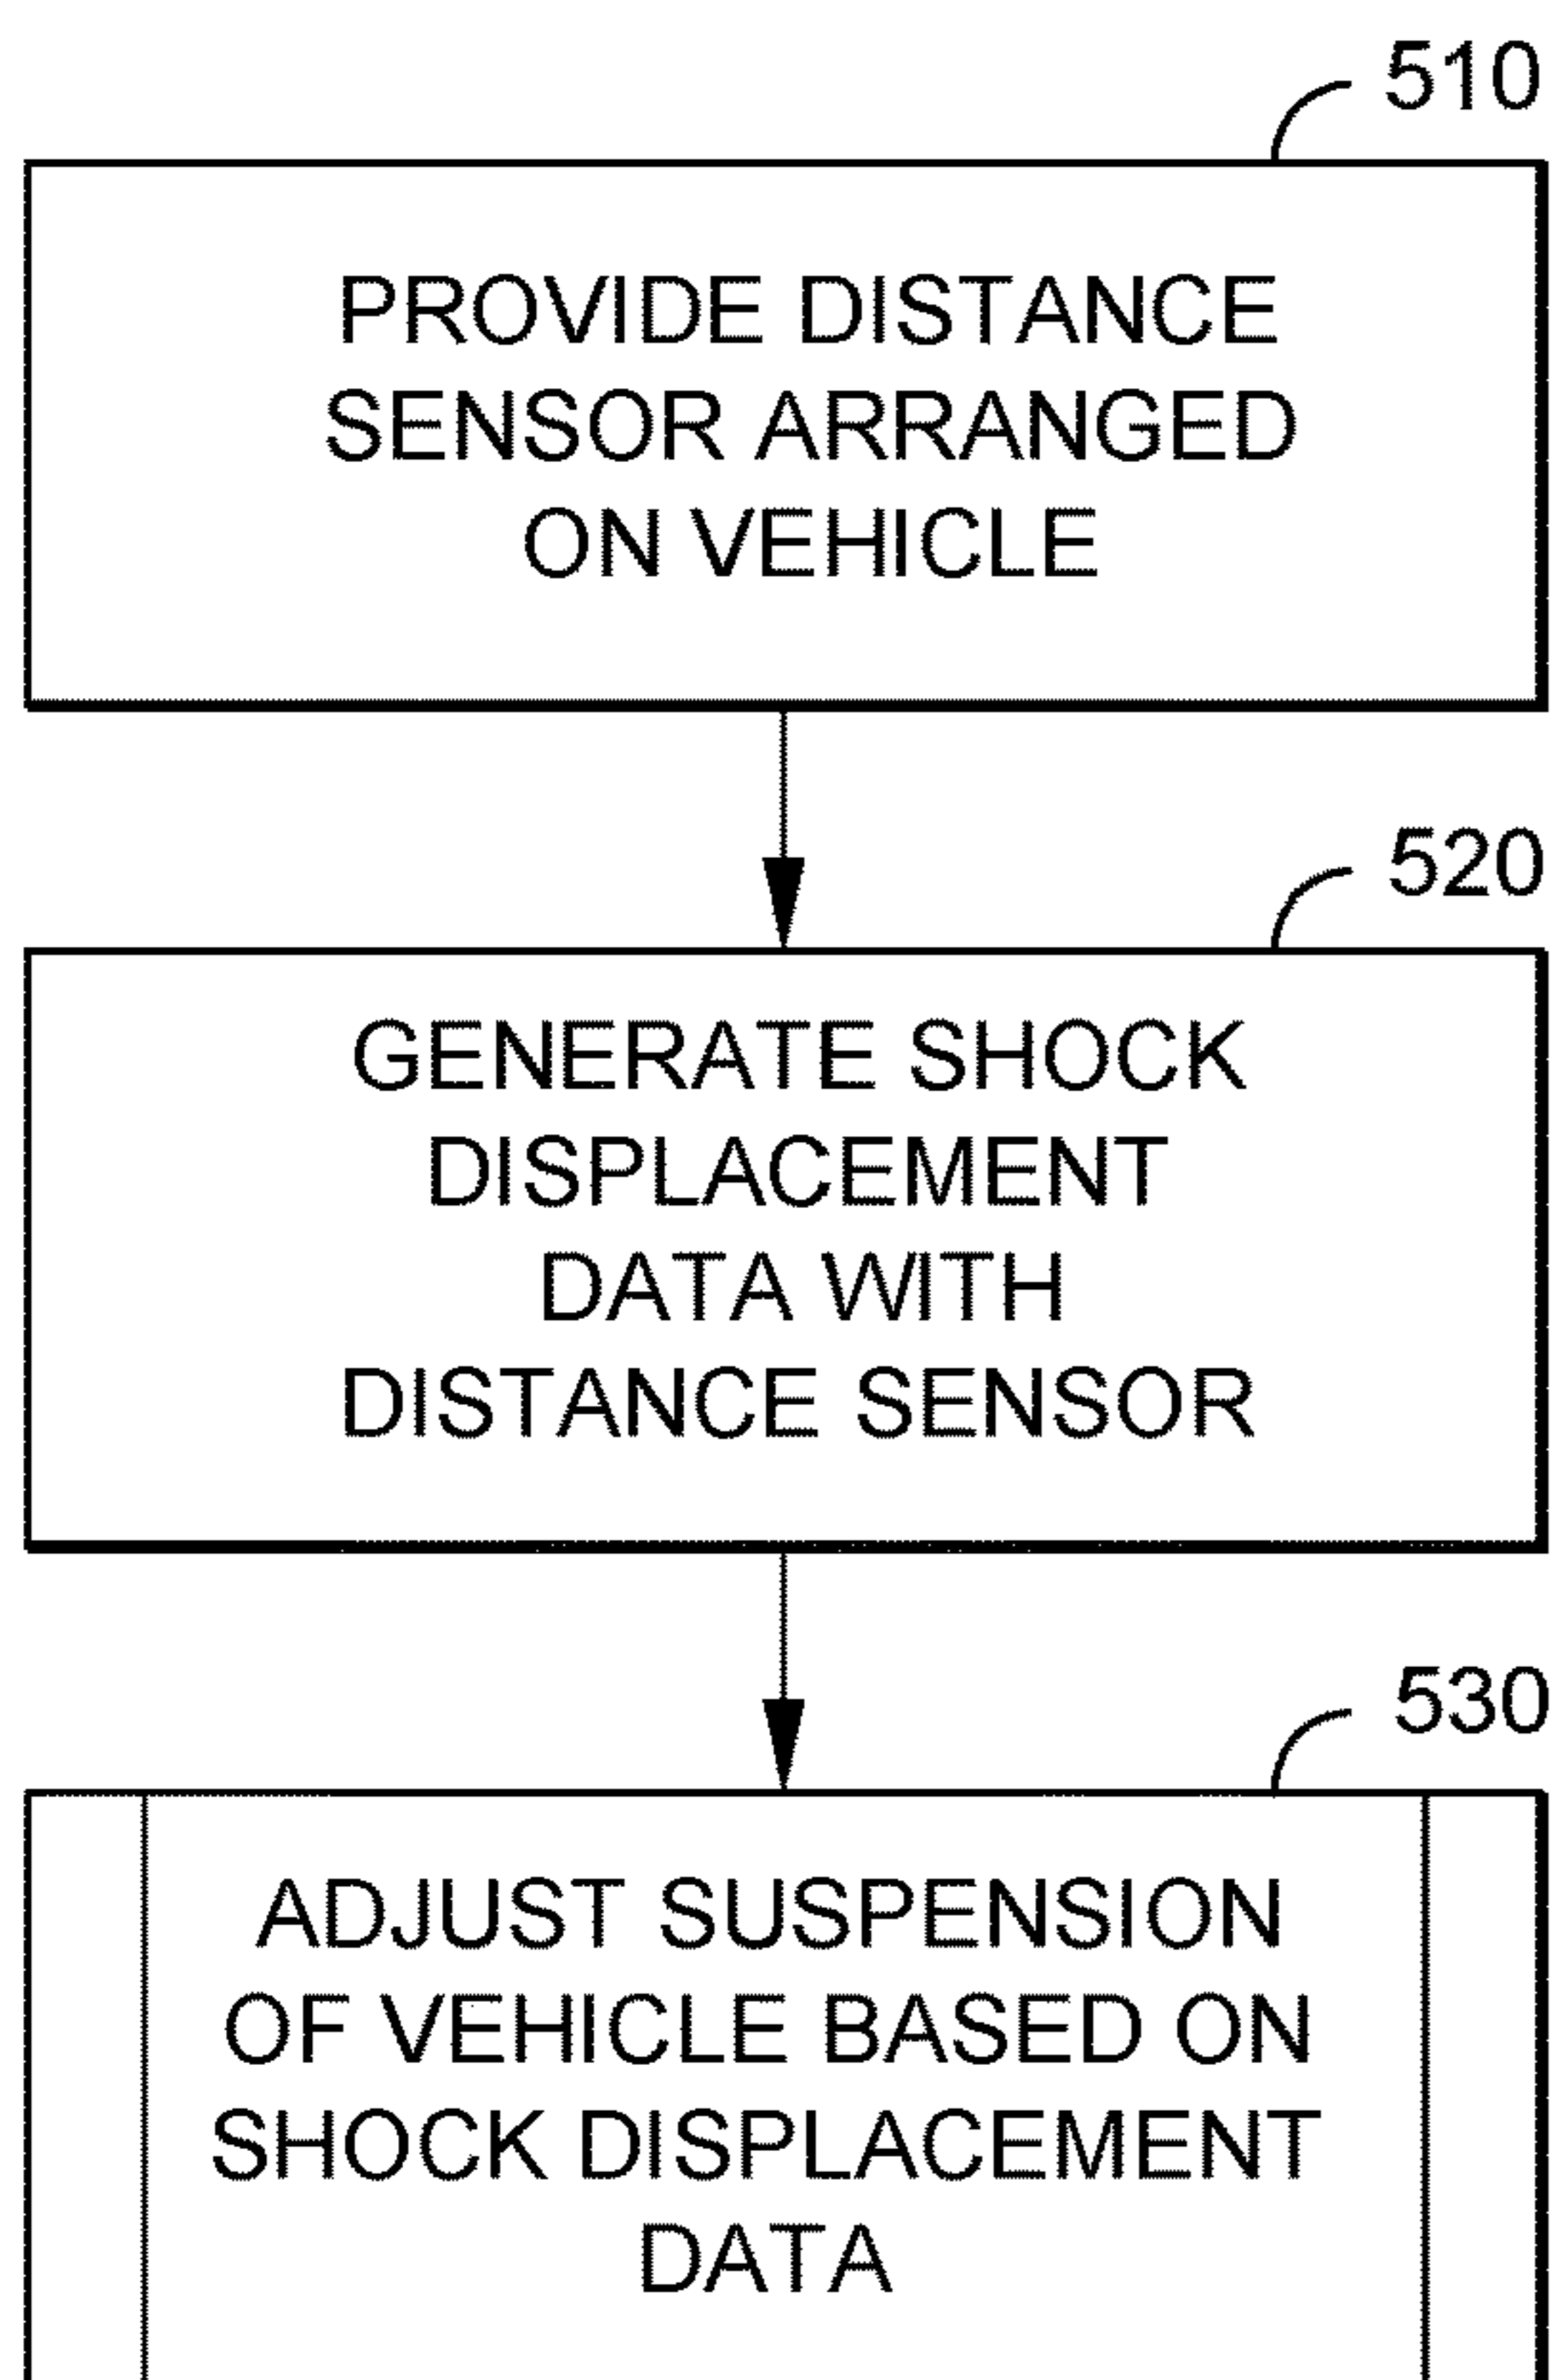 510
PROVIDE DISTANCE
SENSOR ARRANGED
ON VEHICLE
520
GENERATE SHOCK
DISPLACEMENT
DATA WITH
DISTANCE SENSOR
530
ADJUST SUSPENSION
OF VEHICLE BASED ON
SHOCK DISPLACEMENT
DATA